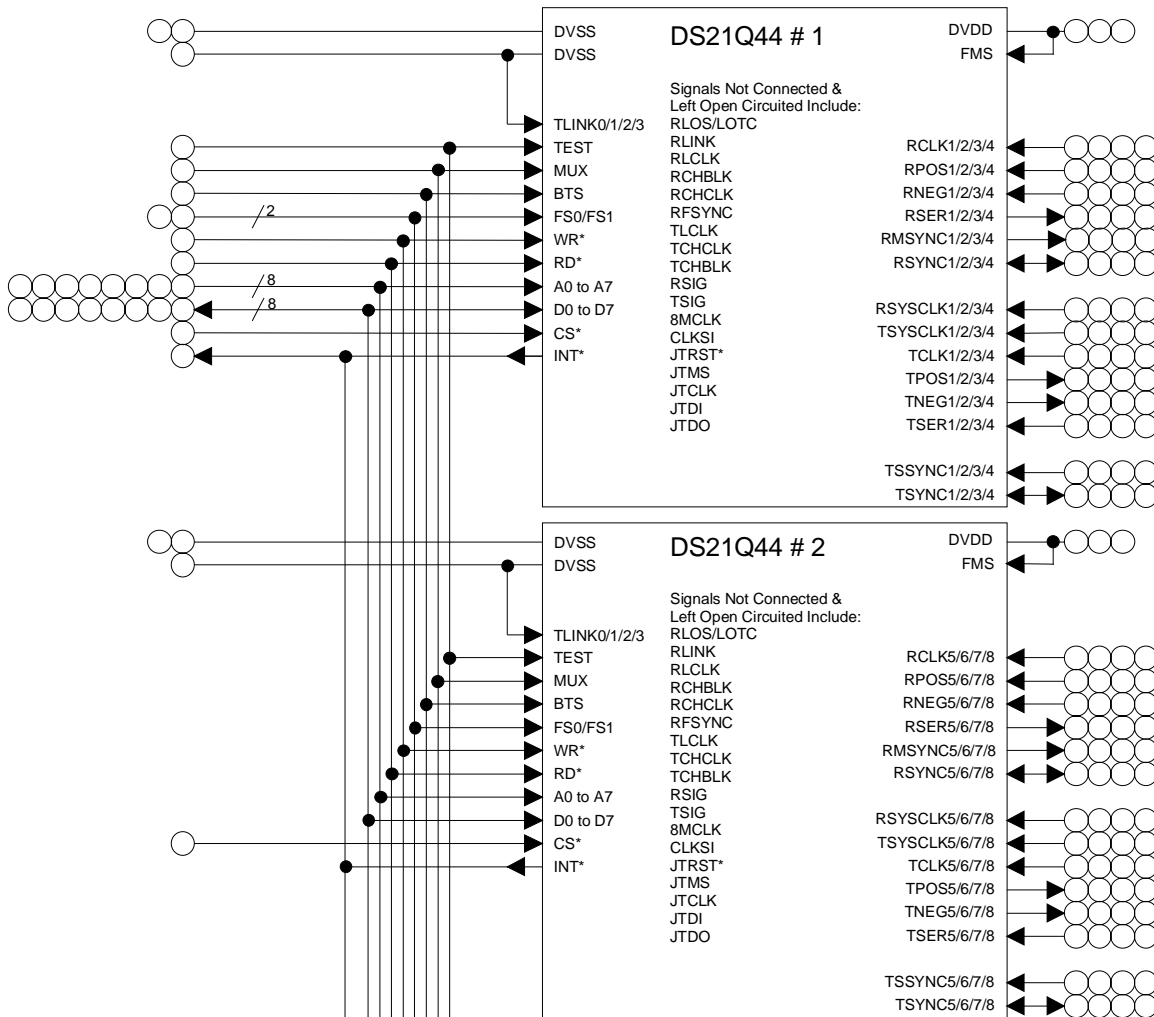 DVSS
DS21Q44 # 1
DVDD
DVSS
FMS
Signals Not Connected &
Left Open Circuited Include:
TLINK0/1/2/3
RLOS/LOTC
TEST
RLINK
RCLK1/2/3/4
MUX
RLCLK
RPOS1/2/3/4
BTS
RCHBLK
RNEG1/2/3/4
RCHCLK
2
FS0/FS1
RFSYNC
RSER1/2/3/4
WR*
TLCLK
RMSYNC1/2/3/4
TCHCLK
RD*
TCHBLK
RSYNC1/2/3/4
8
A0 to A7
RSIG
8
D0 to D7
TSIG
RSYSCLK1/2/3/4
8MCLK
CS*
CLKSI
TSYSCLK1/2/3/4
INT*
JTRST*
TCLK1/2/3/4
JTMS
TPOS1/2/3/4
JTCLK
JTDI
TNEG1/2/3/4
JTDO
TSER1/2/3/4
TSSYNC1/2/3/4
TSYNC1/2/3/4
DVSS
DS21Q44 # 2
DVDD
DVSS
FMS
Signals Not Connected &
Left Open Circuited Include:
TLINK0/1/2/3
RLOS/LOTC
TEST
RLINK
RCLK5/6/7/8
MUX
RLCLK
RPOS5/6/7/8
BTS
RCHBLK
RNEG5/6/7/8
RCHCLK
FS0/FS1
RFSYNC
RSER5/6/7/8
WR*
TLCLK
RMSYNC5/6/7/8
TCHCLK
RD*
TCHBLK
RSYNC5/6/7/8
A0 to A7
RSIG
D0 to D7
TSIG
RSYSCLK5/6/7/8
8MCLK
CS*
CLKSI
TSYSCLK5/6/7/8
INT*
JTRST*
TCLK5/6/7/8
JTMS
TPOS5/6/7/8
JTCLK
JTDI
TNEG5/6/7/8
JTDO
TSER5/6/7/8
TSSYNC5/6/7/8
TSYNC5/6/7/8